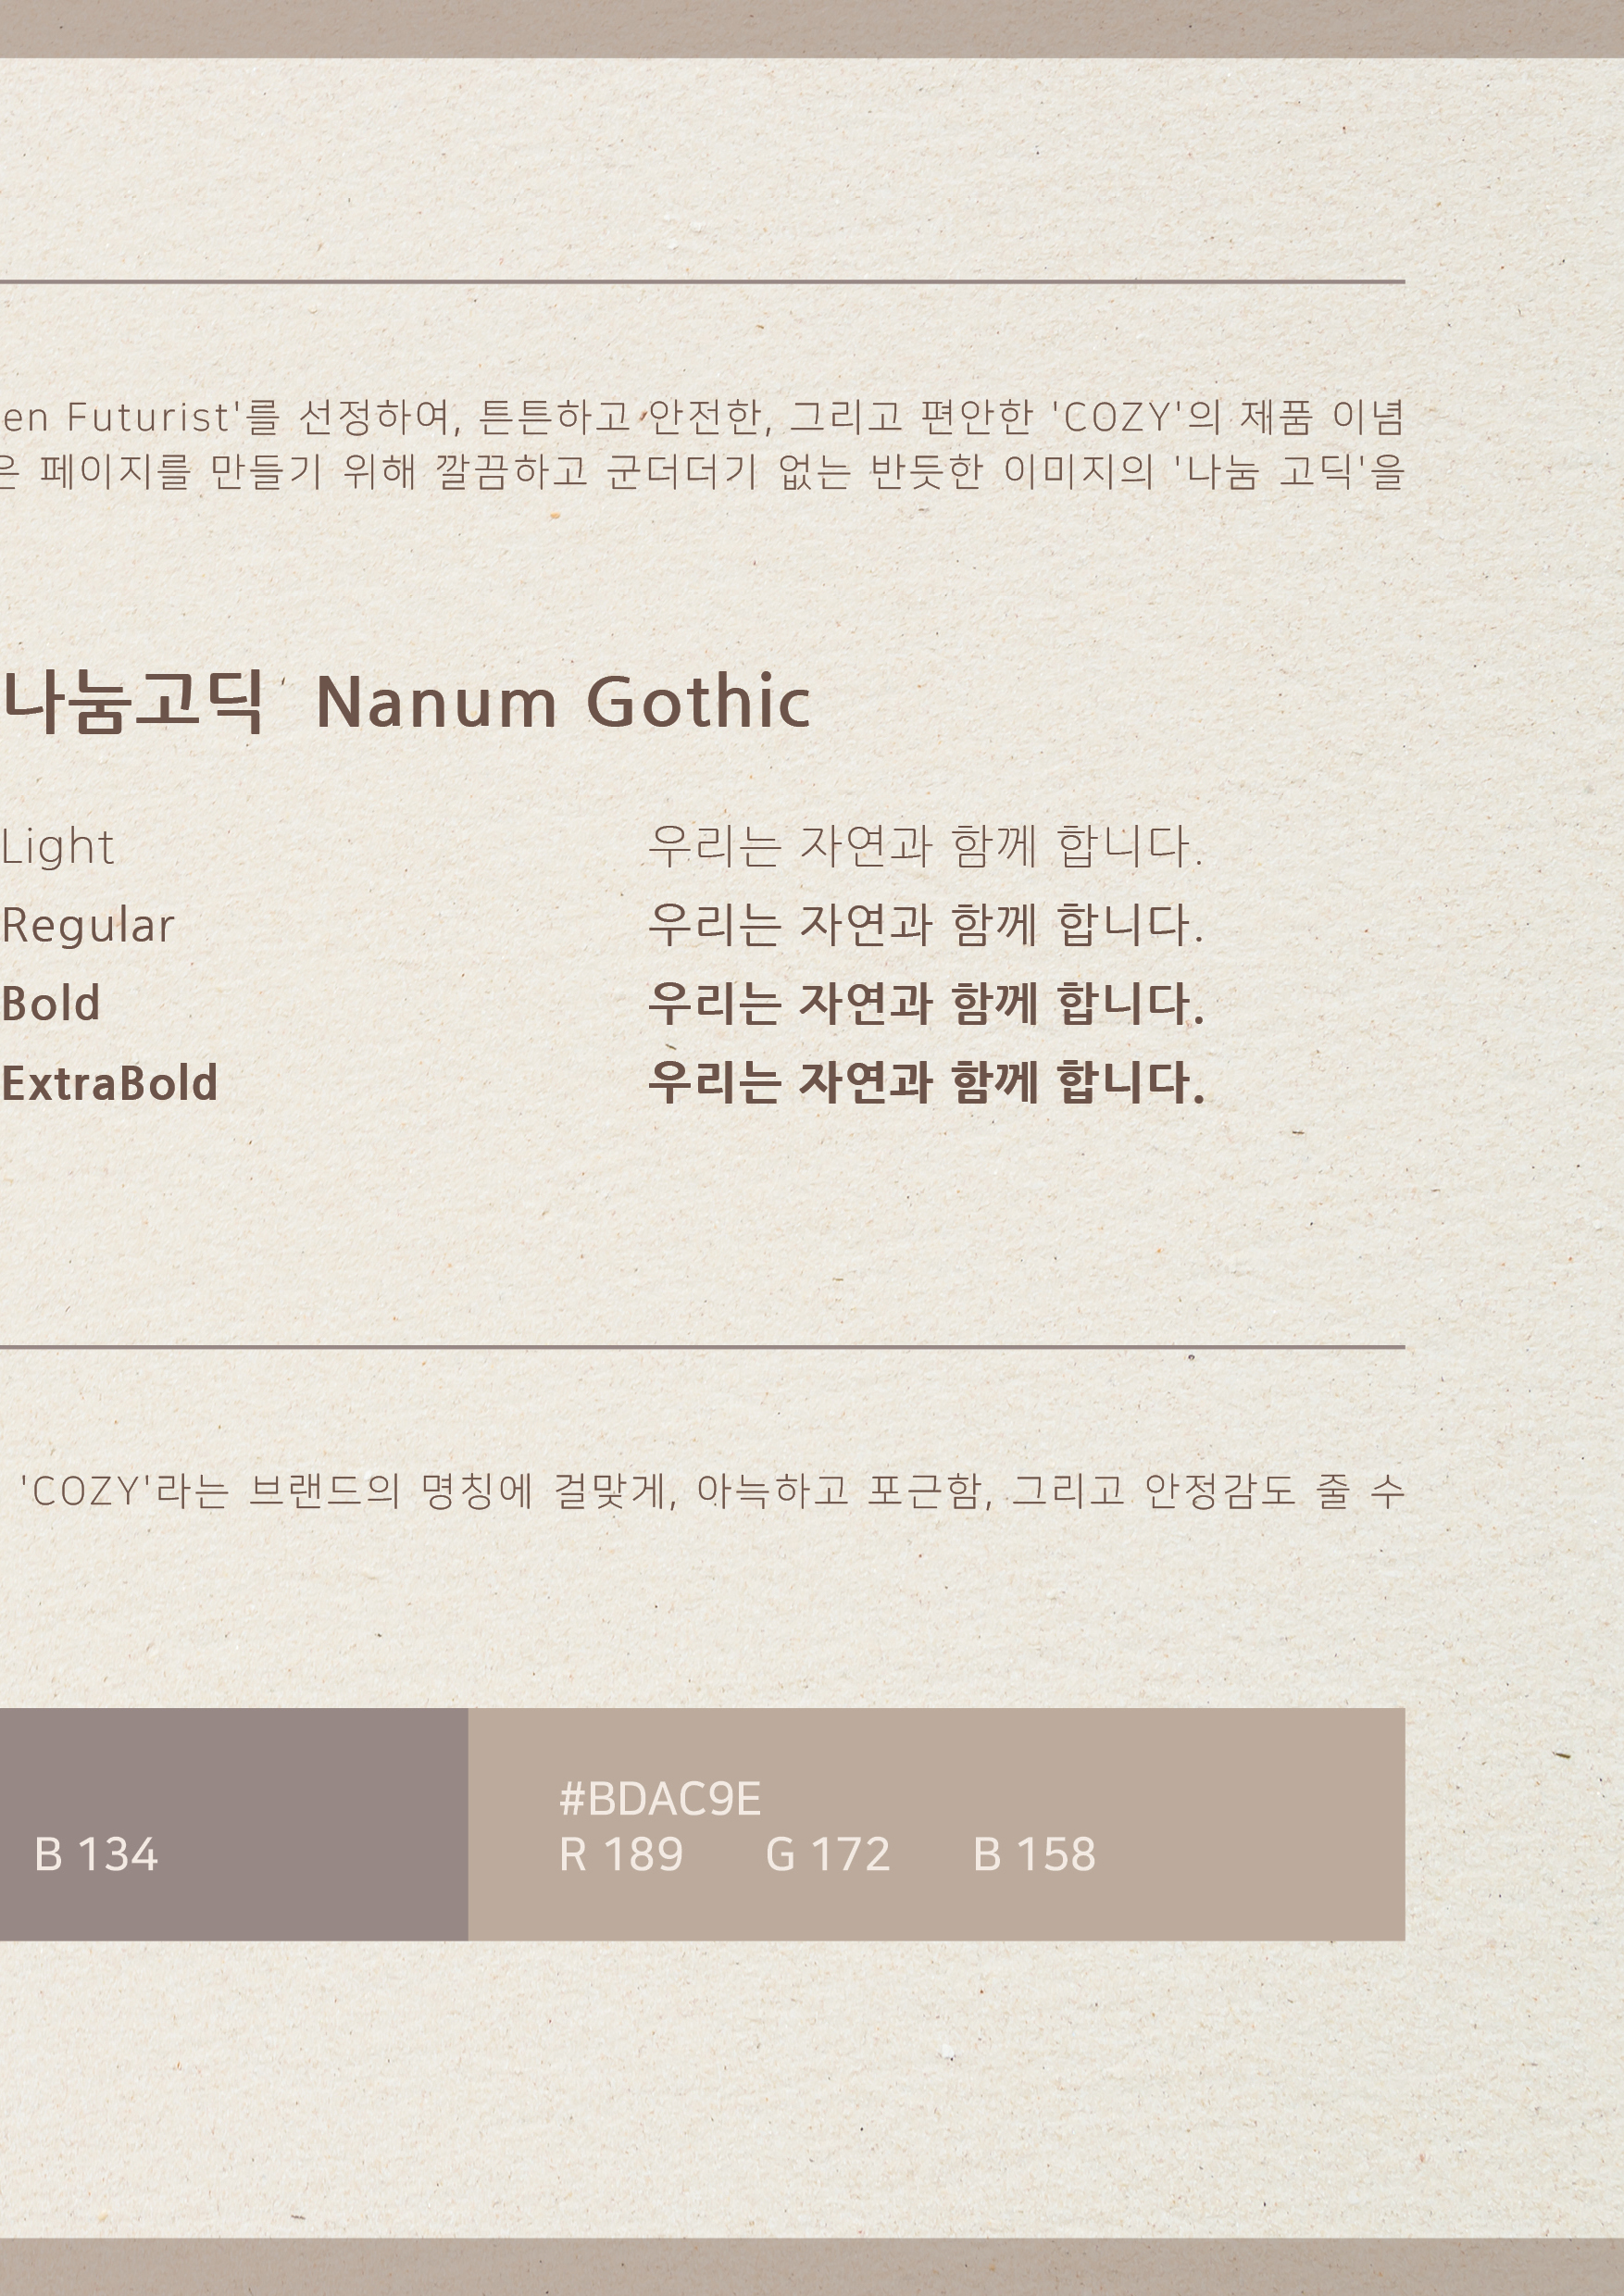 en Futurist'를 선정하여, 튼튼하고 안전한, 그리고 편안한 'COZY'의 제품 이념
은 페이지를 만들기 위해 깔끔하고 군더더기 없는 반듯한 이미지의 '나눔 고딕'을
나눔고딕 Nanum Gothic
Light 우리는 자연과 함께 합니다.
Regular 우리는 자연과 함께 합니다.
Bold 우리는 자연과 함께 합니다.
ExtraBold 우리는 자연과 함께 합니다.
'COZY'라는 브랜드의 명칭에 걸맞게, 아늑하고 포근함, 그리고 안정감도 줄 수
B 134
#BDAC9E
R 189 G 172 B 158